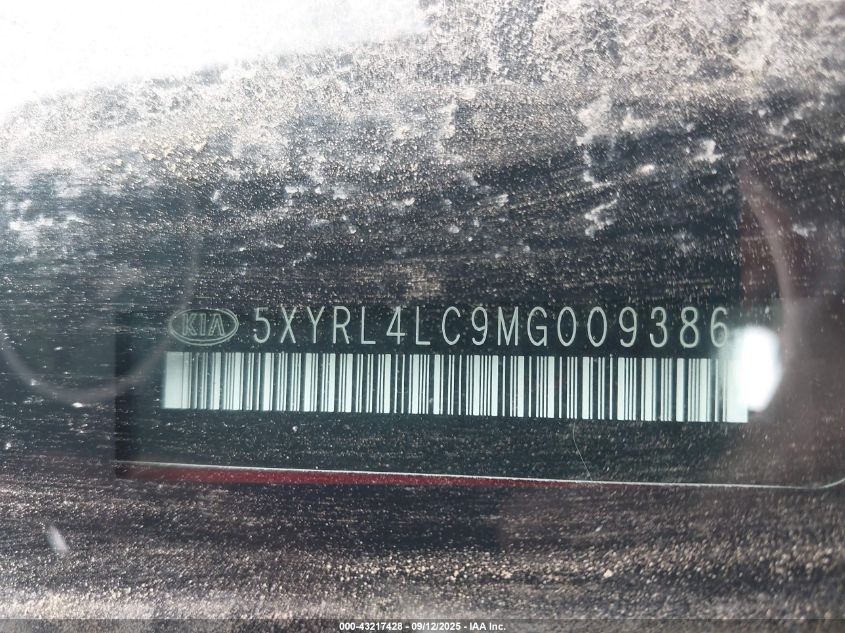 KIA 5XYRL4LC9MG009386
000-43217428 - 09/12/2025 - IAA Inc.